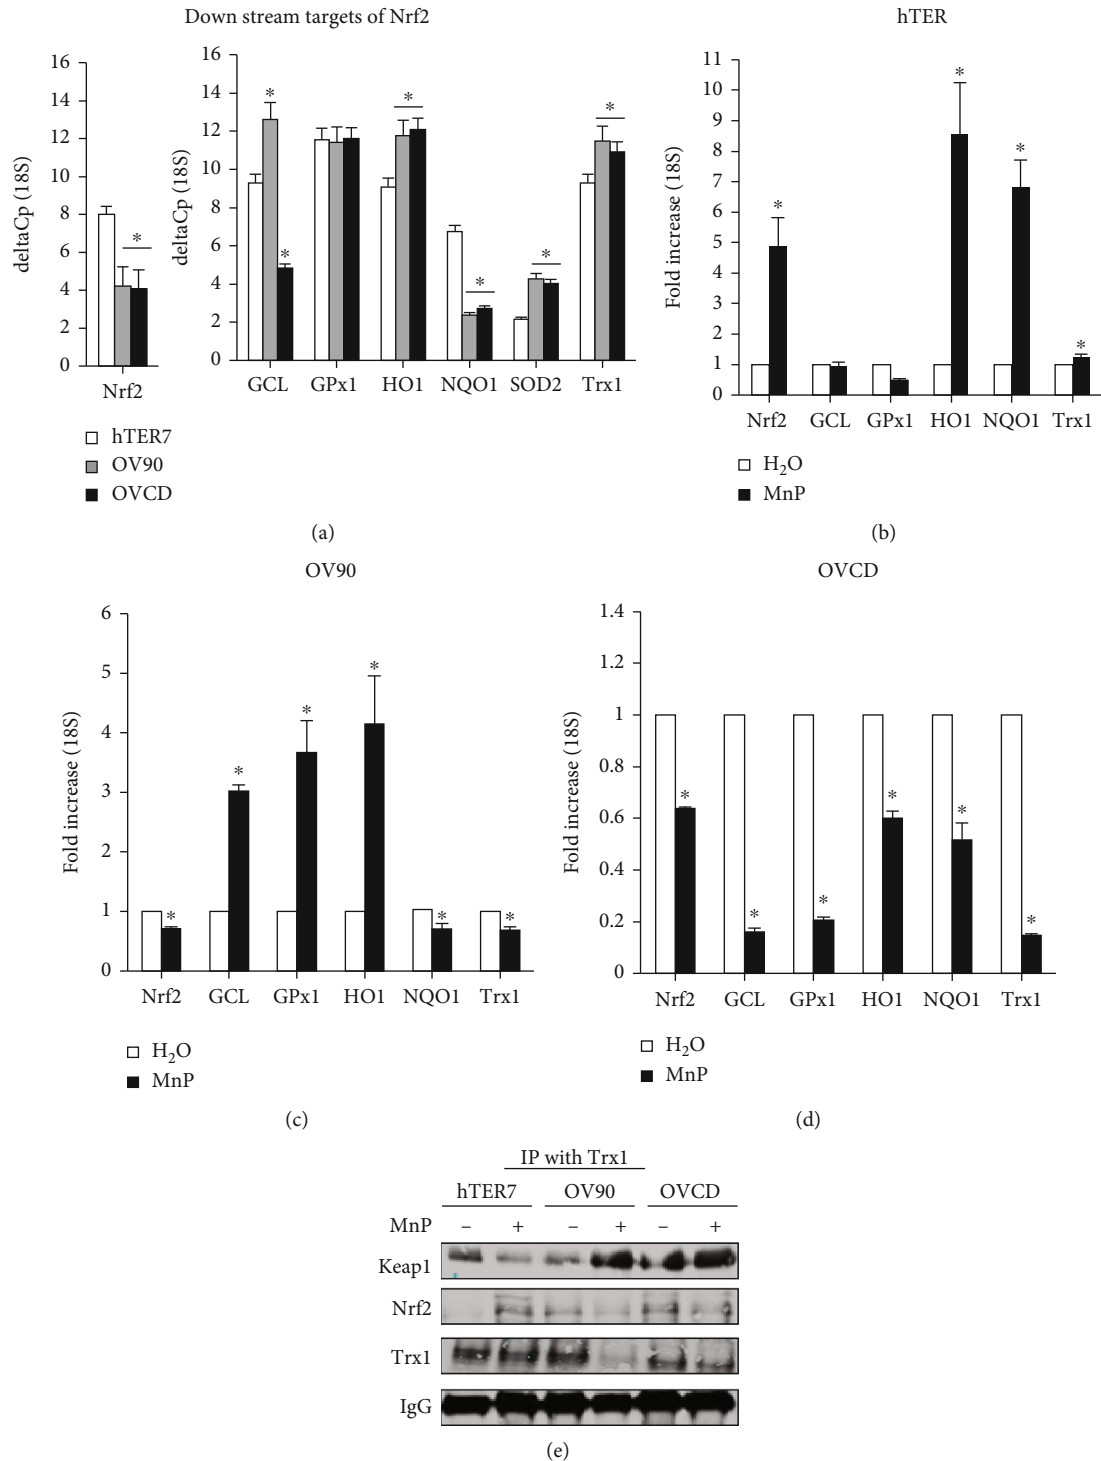 Down stream targets of Nrf2
deltaCp (18S)
16
14
12
10
8
6
4
2
0
*
Nrf2
deltaCp (18S)
16
14
12
10
8
6
4
2
0
*
*
*
*
*
*
GCL GPx1 HO1 NQO1 SOD2 Trx1
hTER7
OV90
OVCD
(a)
hTER
Fold increase (18S)
11
10
9
8
7
6
5
4
3
2
1
0
*
*
*
*
Nrf2 GCL GPx1 HO1 NQO1 Trx1
H₂O
MnP
(b)
OV90
Fold increase (18S)
6
5
4
3
2
1
0
*
*
*
*
*
*
Nrf2 GCL GPx1 HO1 NQO1 Trx1
H₂O
MnP
(c)
OVCD
Fold increase (18S)
1.4
1.2
1
0.8
0.6
0.4
0.2
0
*
*
*
*
*
*
Nrf2 GCL GPx1 HO1 NQO1 Trx1
H₂O
MnP
(d)
IP with Trx1
hTER7 OV90 OVCD
MnP – + – + – +
Keap1
Nrf2
Trx1
IgG
(e)